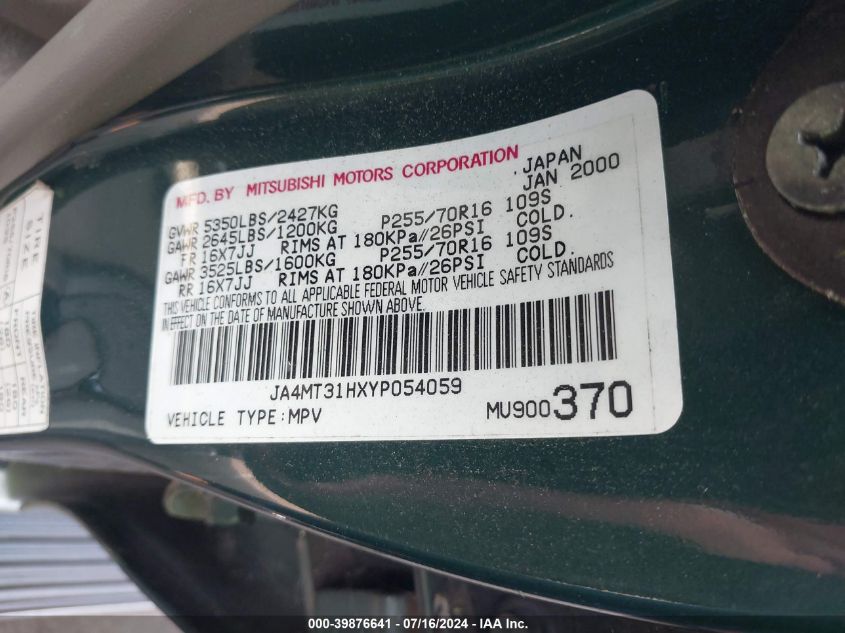 MFD. BY MITSUBISHI MOTORS CORPORATION JAPAN
JAN 2000
GVWR 5350LBS/2427KG
GAWR 2645LBS/1200KG P255/70R16 109S
FR 16X7JJ RIMS AT 180KPa//26PSI COLD.
GAWR 3525LBS/1600KG P255/70R16 109S
RR 16X7JJ RIMS AT 180KPa//26PSI COLD.
THIS VEHICLE CONFORMS TO ALL APPLICABLE FEDERAL MOTOR VEHICLE SAFETY STANDARDS
IN EFFECT ON THE DATE OF MANUFACTURE SHOWN ABOVE.
JA4MT31HXYP054059
VEHICLE TYPE:MPV MU900370
TIRE
SIZE
000-39876641 / 07/16/2024 - IAA Inc.